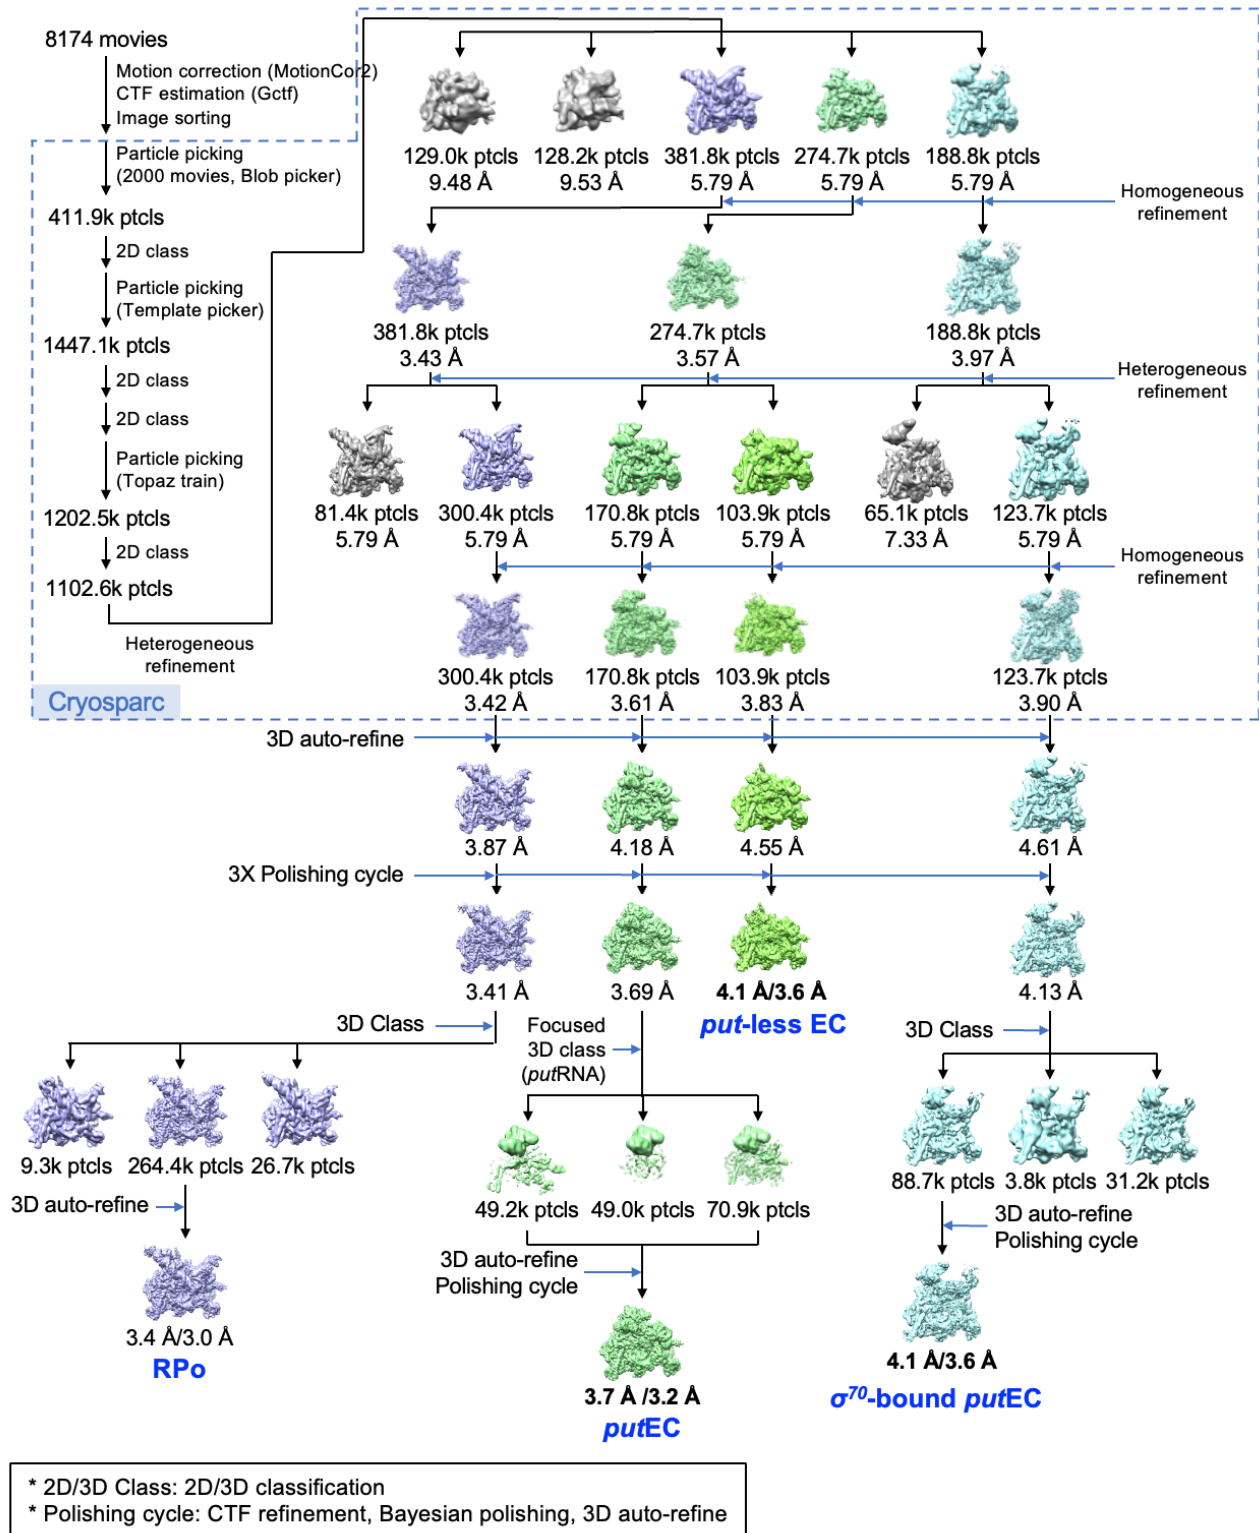 8174 movies
Motion correction (MotionCor2)
CTF estimation (Gctf)
Image sorting
Particle picking
(2000 movies, Blob picker)
411.9k ptcls
2D class
Particle picking
(Template picker)
1447.1k ptcls
2D class
2D class
Particle picking
(Topaz train)
1202.5k ptcls
2D class
1102.6k ptcls
Heterogeneous
refinement
Cryosparc
129.0k ptcls 128.2k ptcls 381.8k ptcls 274.7k ptcls 188.8k ptcls
9.48 Å 9.53 Å 5.79 Å 5.79 Å 5.79 Å
Homogeneous
refinement
381.8k ptcls 274.7k ptcls 188.8k ptcls
3.43 Å 3.57 Å 3.97 Å
Heterogeneous
refinement
81.4k ptcls 300.4k ptcls 170.8k ptcls 103.9k ptcls 65.1k ptcls 123.7k ptcls
5.79 Å 5.79 Å 5.79 Å 5.79 Å 7.33 Å 5.79 Å
Homogeneous
refinement
300.4k ptcls 170.8k ptcls 103.9k ptcls 123.7k ptcls
3.42 Å 3.61 Å 3.83 Å 3.90 Å
3D auto-refine
3.87 Å 4.18 Å 4.55 Å 4.61 Å
3X Polishing cycle
3.41 Å 3.69 Å 4.1 Å/3.6 Å 4.13 Å
put-less EC
3D Class
Focused
3D class
(putRNA)
3D Class
9.3k ptcls 264.4k ptcls 26.7k ptcls
49.2k ptcls 49.0k ptcls 70.9k ptcls
88.7k ptcls 3.8k ptcls 31.2k ptcls
3D auto-refine
3D auto-refine
Polishing cycle
3D auto-refine
Polishing cycle
3.4 Å/3.0 Å
RPo
3.7 Å /3.2 Å
putEC
4.1 Å/3.6 Å
σ⁷⁰-bound putEC
* 2D/3D Class: 2D/3D classification
* Polishing cycle: CTF refinement, Bayesian polishing, 3D auto-refine